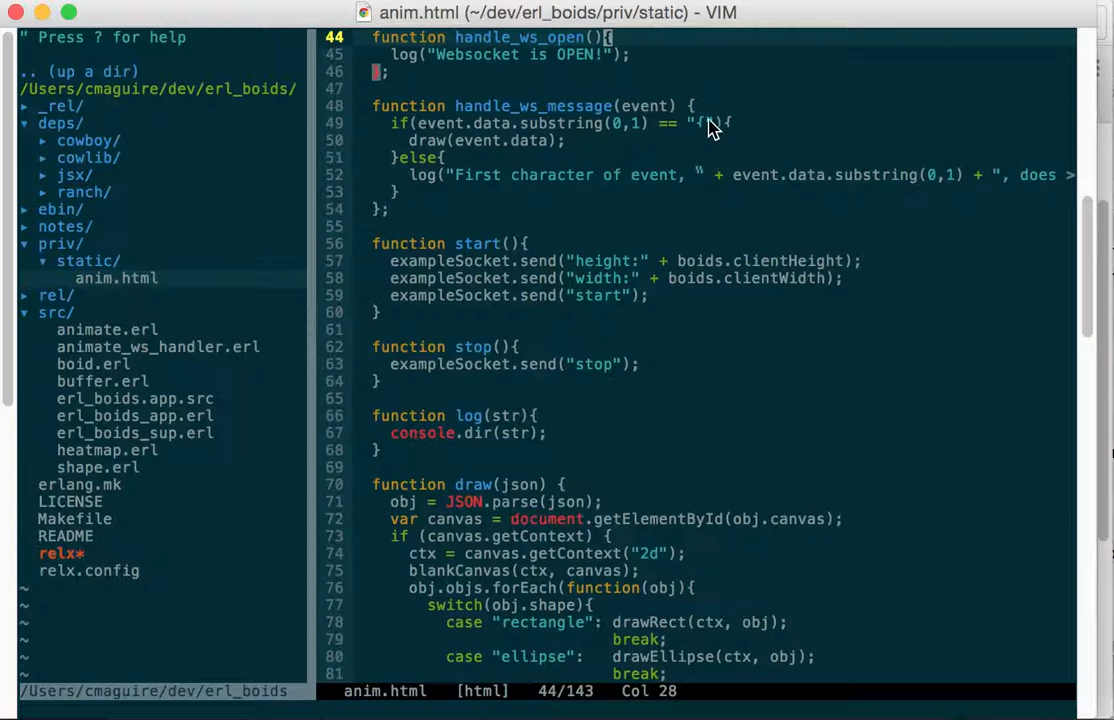 anim.html (~/dev/erl_boids/priv/static) - VIM
" Press ? for help
.. (up a dir)
/Users/cmaguire/dev/erl_boids/
▸ _rel/
▾ deps/
▸ cowboy/
▸ cowlib/
▸ jsx/
▸ ranch/
▸ ebin/
▸ notes/
▾ priv/
▾ static/
anim.html
▸ rel/
▾ src/
animate.erl
animate_ws_handler.erl
boid.erl
buffer.erl
erl_boids.app.src
erl_boids_app.erl
erl_boids_sup.erl
heatmap.erl
shape.erl
erlang.mk
LICENSE
Makefile
README
relx*
relx.config
~
~
~
~
~
~
/Users/cmaguire/dev/erl_boids
44 function handle_ws_open(){
45 log("Websocket is OPEN!");
46 };
47
48 function handle_ws_message(event) {
49 if(event.data.substring(0,1) == "{"){
50 draw(event.data);
51 }else{
52 log("First character of event, " + event.data.substring(0,1) + ", does >
53 }
54 };
55
56 function start(){
57 exampleSocket.send("height:" + boids.clientHeight);
58 exampleSocket.send("width:" + boids.clientWidth);
59 exampleSocket.send("start");
60 }
61
62 function stop(){
63 exampleSocket.send("stop");
64 }
65
66 function log(str){
67 console.dir(str);
68 }
69
70 function draw(json) {
71 obj = JSON.parse(json);
72 var canvas = document.getElementById(obj.canvas);
73 if (canvas.getContext) {
74 ctx = canvas.getContext("2d");
75 blankCanvas(ctx, canvas);
76 obj.objs.forEach(function(obj){
77 switch(obj.shape){
78 case "rectangle": drawRect(ctx, obj);
79 break;
80 case "ellipse": drawEllipse(ctx, obj);
81 break;
anim.html [html] 44/143 Col 28